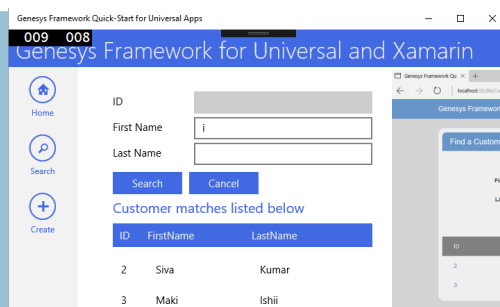 Genesys Framework Quick-Start for Universal Apps
009 008
Genesys Framework for Universal and Xamarin
Home
Search
Create
ID
First Name i
Last Name
Search Cancel
Customer matches listed below
ID FirstName LastName
2 Siva Kumar
3 Maki Ishii
Genesys Framework Qu
Genesys Framework
Find a Custom
ID
2
3